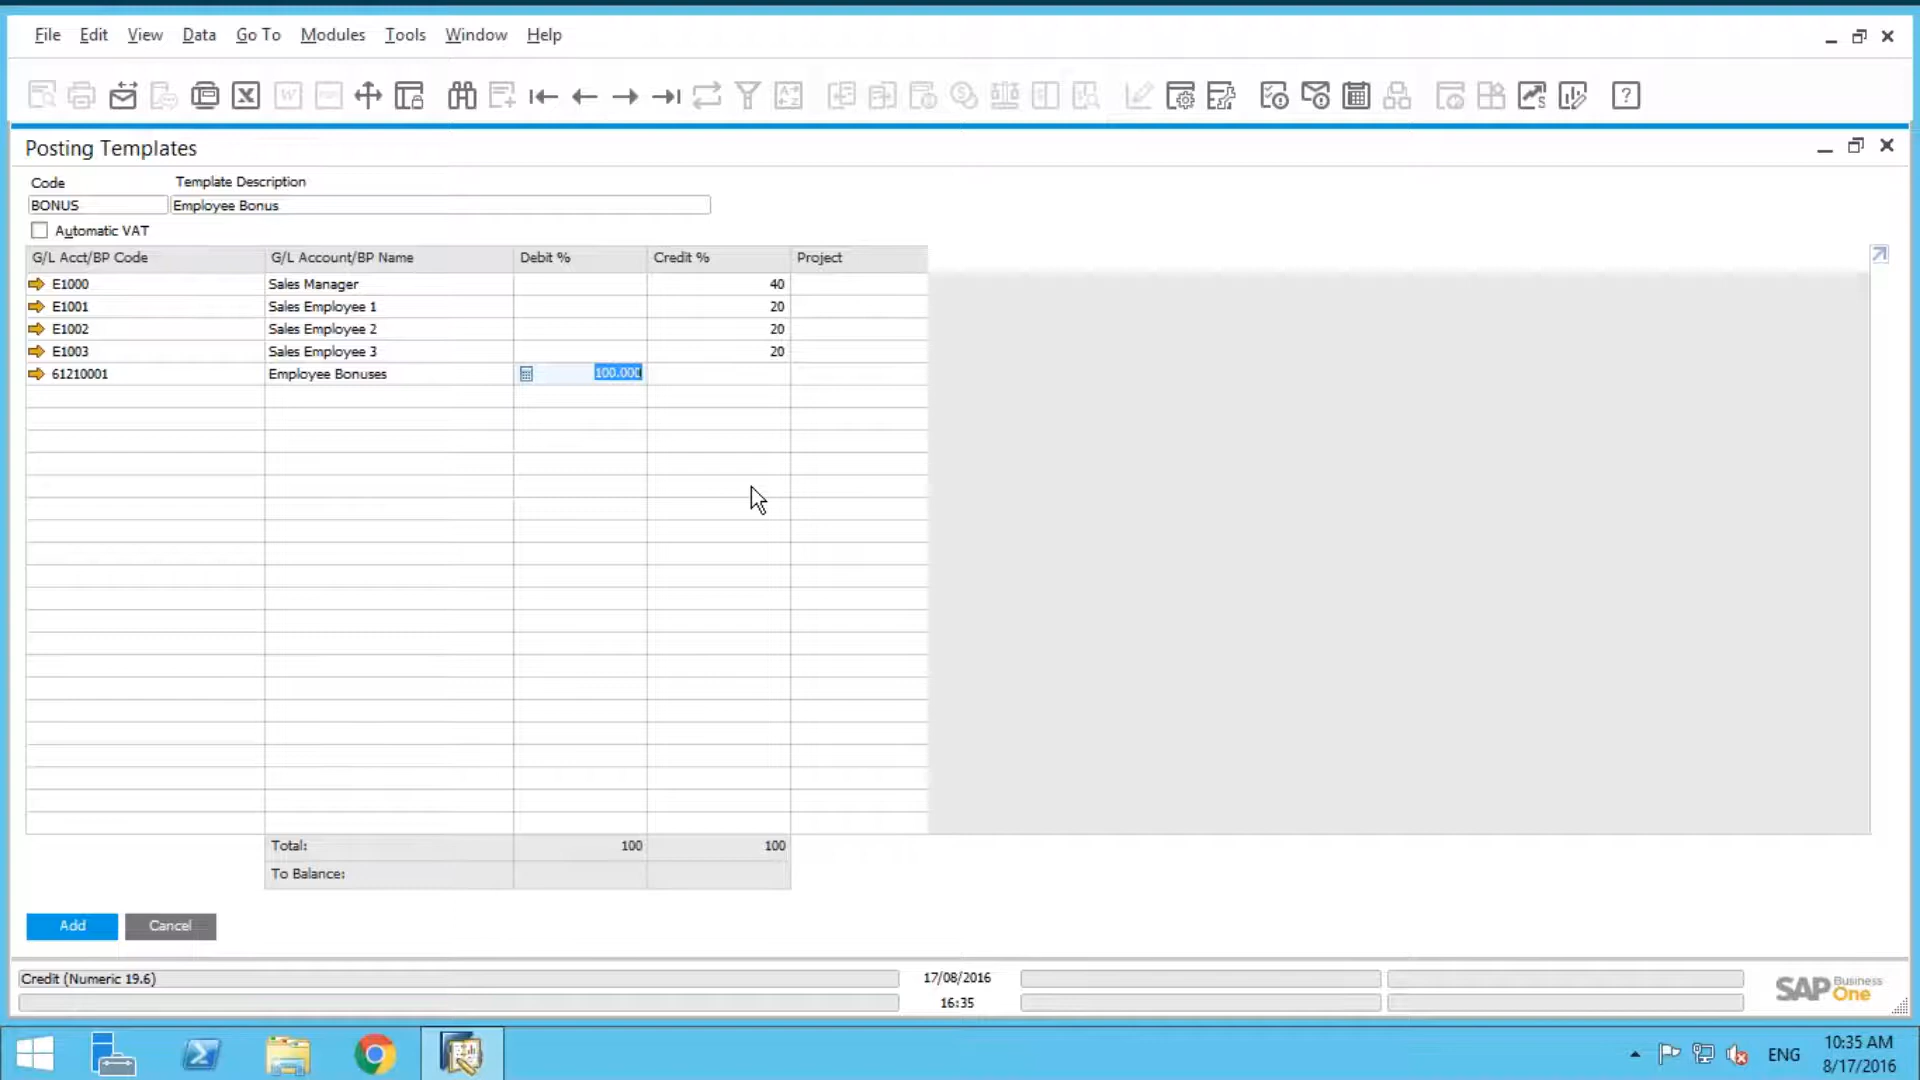 File Edit View Data Go To Modules Tools Window Help
Posting Templates
Code Template Description
BONUS Employee Bonus
Automatic VAT
G/L Acct/BP Code G/L Account/BP Name Debit % Credit % Project
E1000 Sales Manager 40
E1001 Sales Employee 1 20
E1002 Sales Employee 2 20
E1003 Sales Employee 3 20
61210001 Employee Bonuses 100.000
Total: 100 100
To Balance:
Add Cancel
Credit (Numeric 19.6) 17/08/2016
16:35
SAP Business One
ENG 10:35 AM
8/17/2016